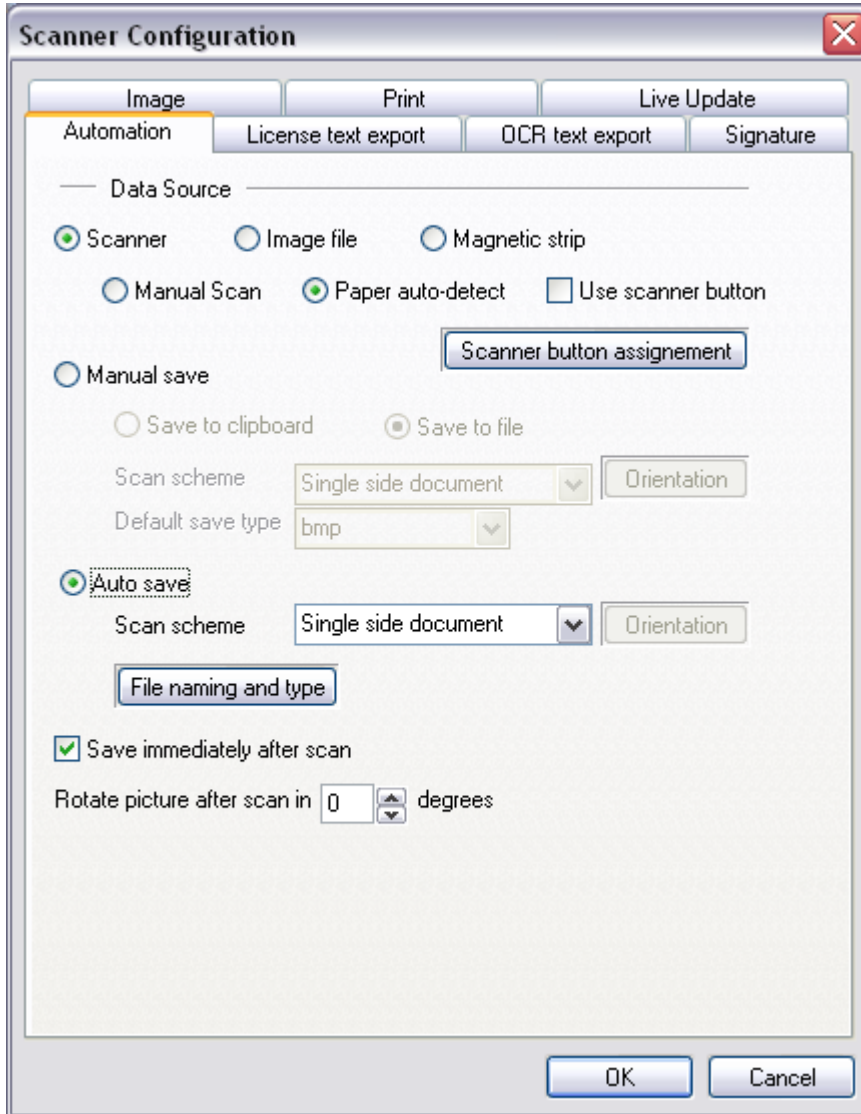 Scanner Configuration
Image Print Live Update
Automation License text export OCR text export Signature
Data Source
Scanner Image file Magnetic strip
Manual Scan Paper auto-detect Use scanner button
Scanner button assignement
Manual save
Save to clipboard Save to file
Scan scheme Single side document Orientation
Default save type bmp
Auto save
Scan scheme Single side document Orientation
File naming and type
Save immediately after scan
Rotate picture after scan in 0 degrees
OK Cancel